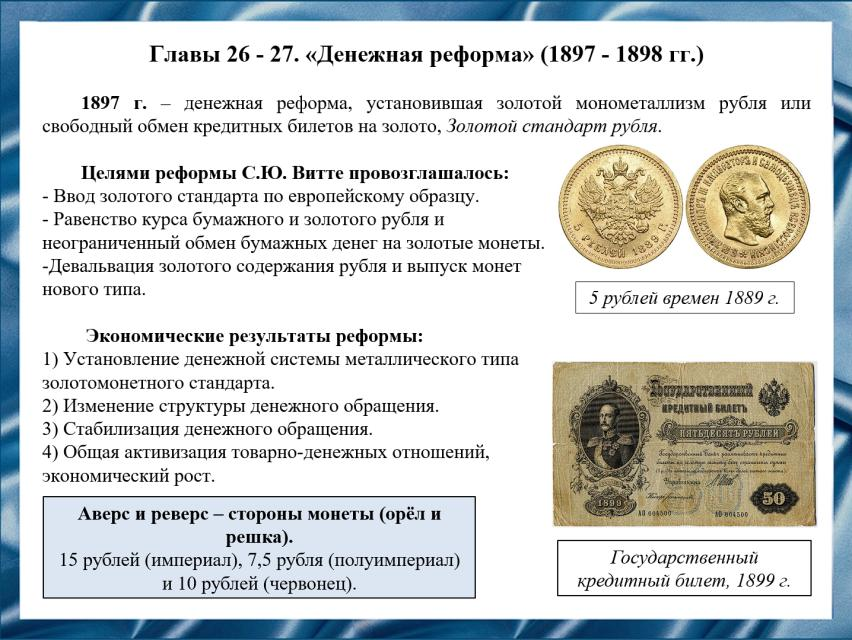 Главы 26 - 27. «Денежная реформа» (1897 - 1898 гг.)
1897 г. – денежная реформа, установившая золотой монометаллизм рубля или
свободный обмен кредитных билетов на золото, Золотой стандарт рубля.
Целями реформы С.Ю. Витте провозглашалось:
- Ввод золотого стандарта по европейскому образцу.
- Равенство курса бумажного и золотого рубля и
неограниченный обмен бумажных денег на золотые монеты.
-Девальвация золотого содержания рубля и выпуск монет
нового типа.
5 РУБЛЕЙ 1889 Г.
5 рублей времен 1889 г.
Экономические результаты реформы:
1) Установление денежной системы металлического типа
золотомонетного стандарта.
2) Изменение структуры денежного обращения.
3) Стабилизация денежного обращения.
4) Общая активизация товарно-денежных отношений,
экономический рост.
ГОСУДАРСТВЕННЫЙ
КРЕДИТНЫЙ БИЛЕТЪ
ПЯТЬДЕСЯТЪ РУБЛЕЙ
1899
50
АО 604500 АО 604500
Аверс и реверс – стороны монеты (орёл и
решка).
15 рублей (империал), 7,5 рубля (полуимпериал)
и 10 рублей (червонец).
Государственный
кредитный билет, 1899 г.